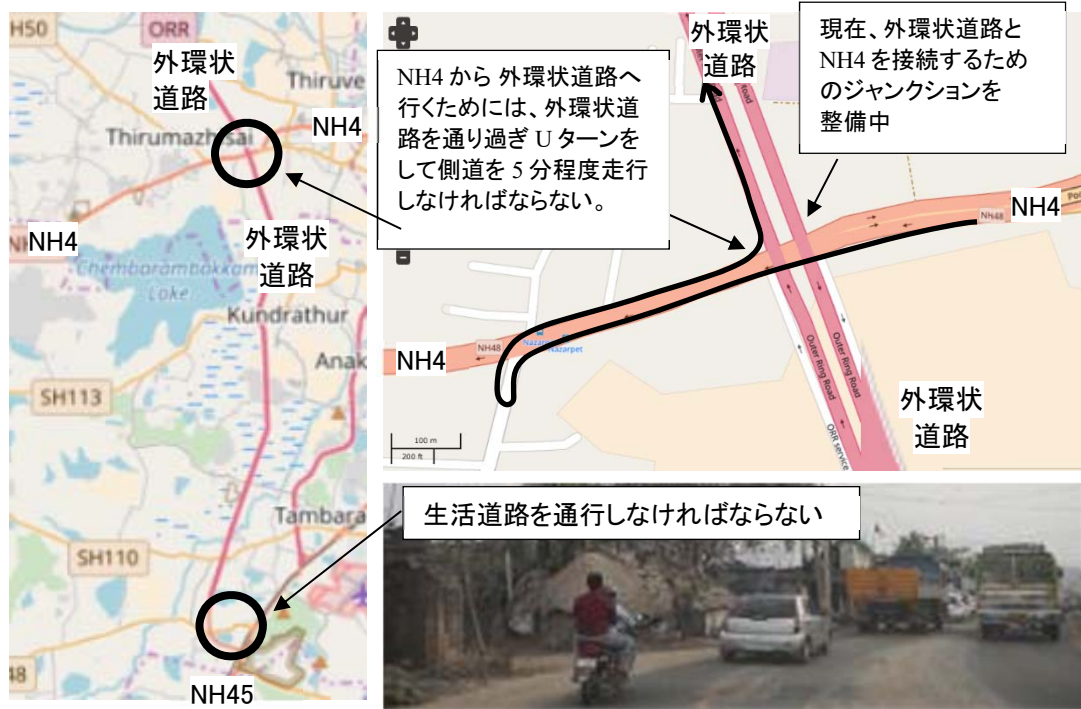 SH50
ORR
外環状
道路
Thiruve
Thirumazhisai
NH4
NH4
外環状
道路
Chembarambakkam
Lake
Kundrathur
Anak
SH113
Tambara
SH110
48
NH45
NH4 から 外環状道路へ
行くためには、外環状道
路を通り過ぎ U ターンを
して側道を 5 分程度走行
しなければならない。
外環状
道路
現在、外環状道路と
NH4 を接続するため
のジャンクションを
整備中
Road
NH4
NH48
NH48
Nazarpet
NH4
Outer Ring Road
Outer Ring Road
ORR service
外環状
道路
100 m
200 ft
生活道路を通行しなければならない